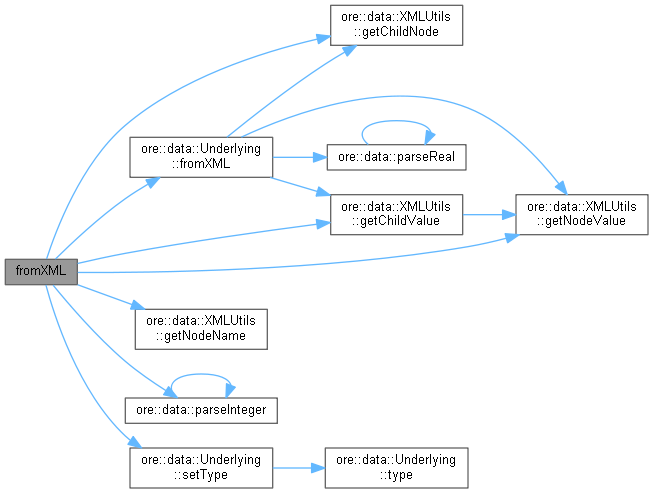 ore::data::XMLUtils
::getChildNode
ore::data::Underlying
::fromXML
ore::data::parseReal
ore::data::XMLUtils
::getChildValue
ore::data::XMLUtils
::getNodeValue
fromXML
ore::data::XMLUtils
::getNodeName
ore::data::parseInteger
ore::data::Underlying
::setType
ore::data::Underlying
::type